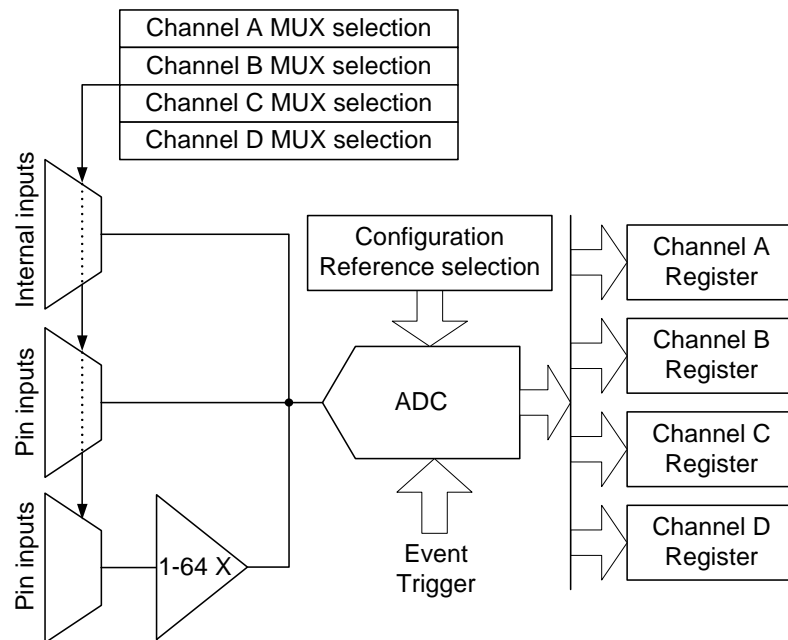 Channel A MUX selection
Channel B MUX selection
Channel C MUX selection
Channel D MUX selection
Internal inputs
Pin inputs
Pin inputs
1-64 X
Configuration
Reference selection
ADC
Event
Trigger
Channel A
Register
Channel B
Register
Channel C
Register
Channel D
Register